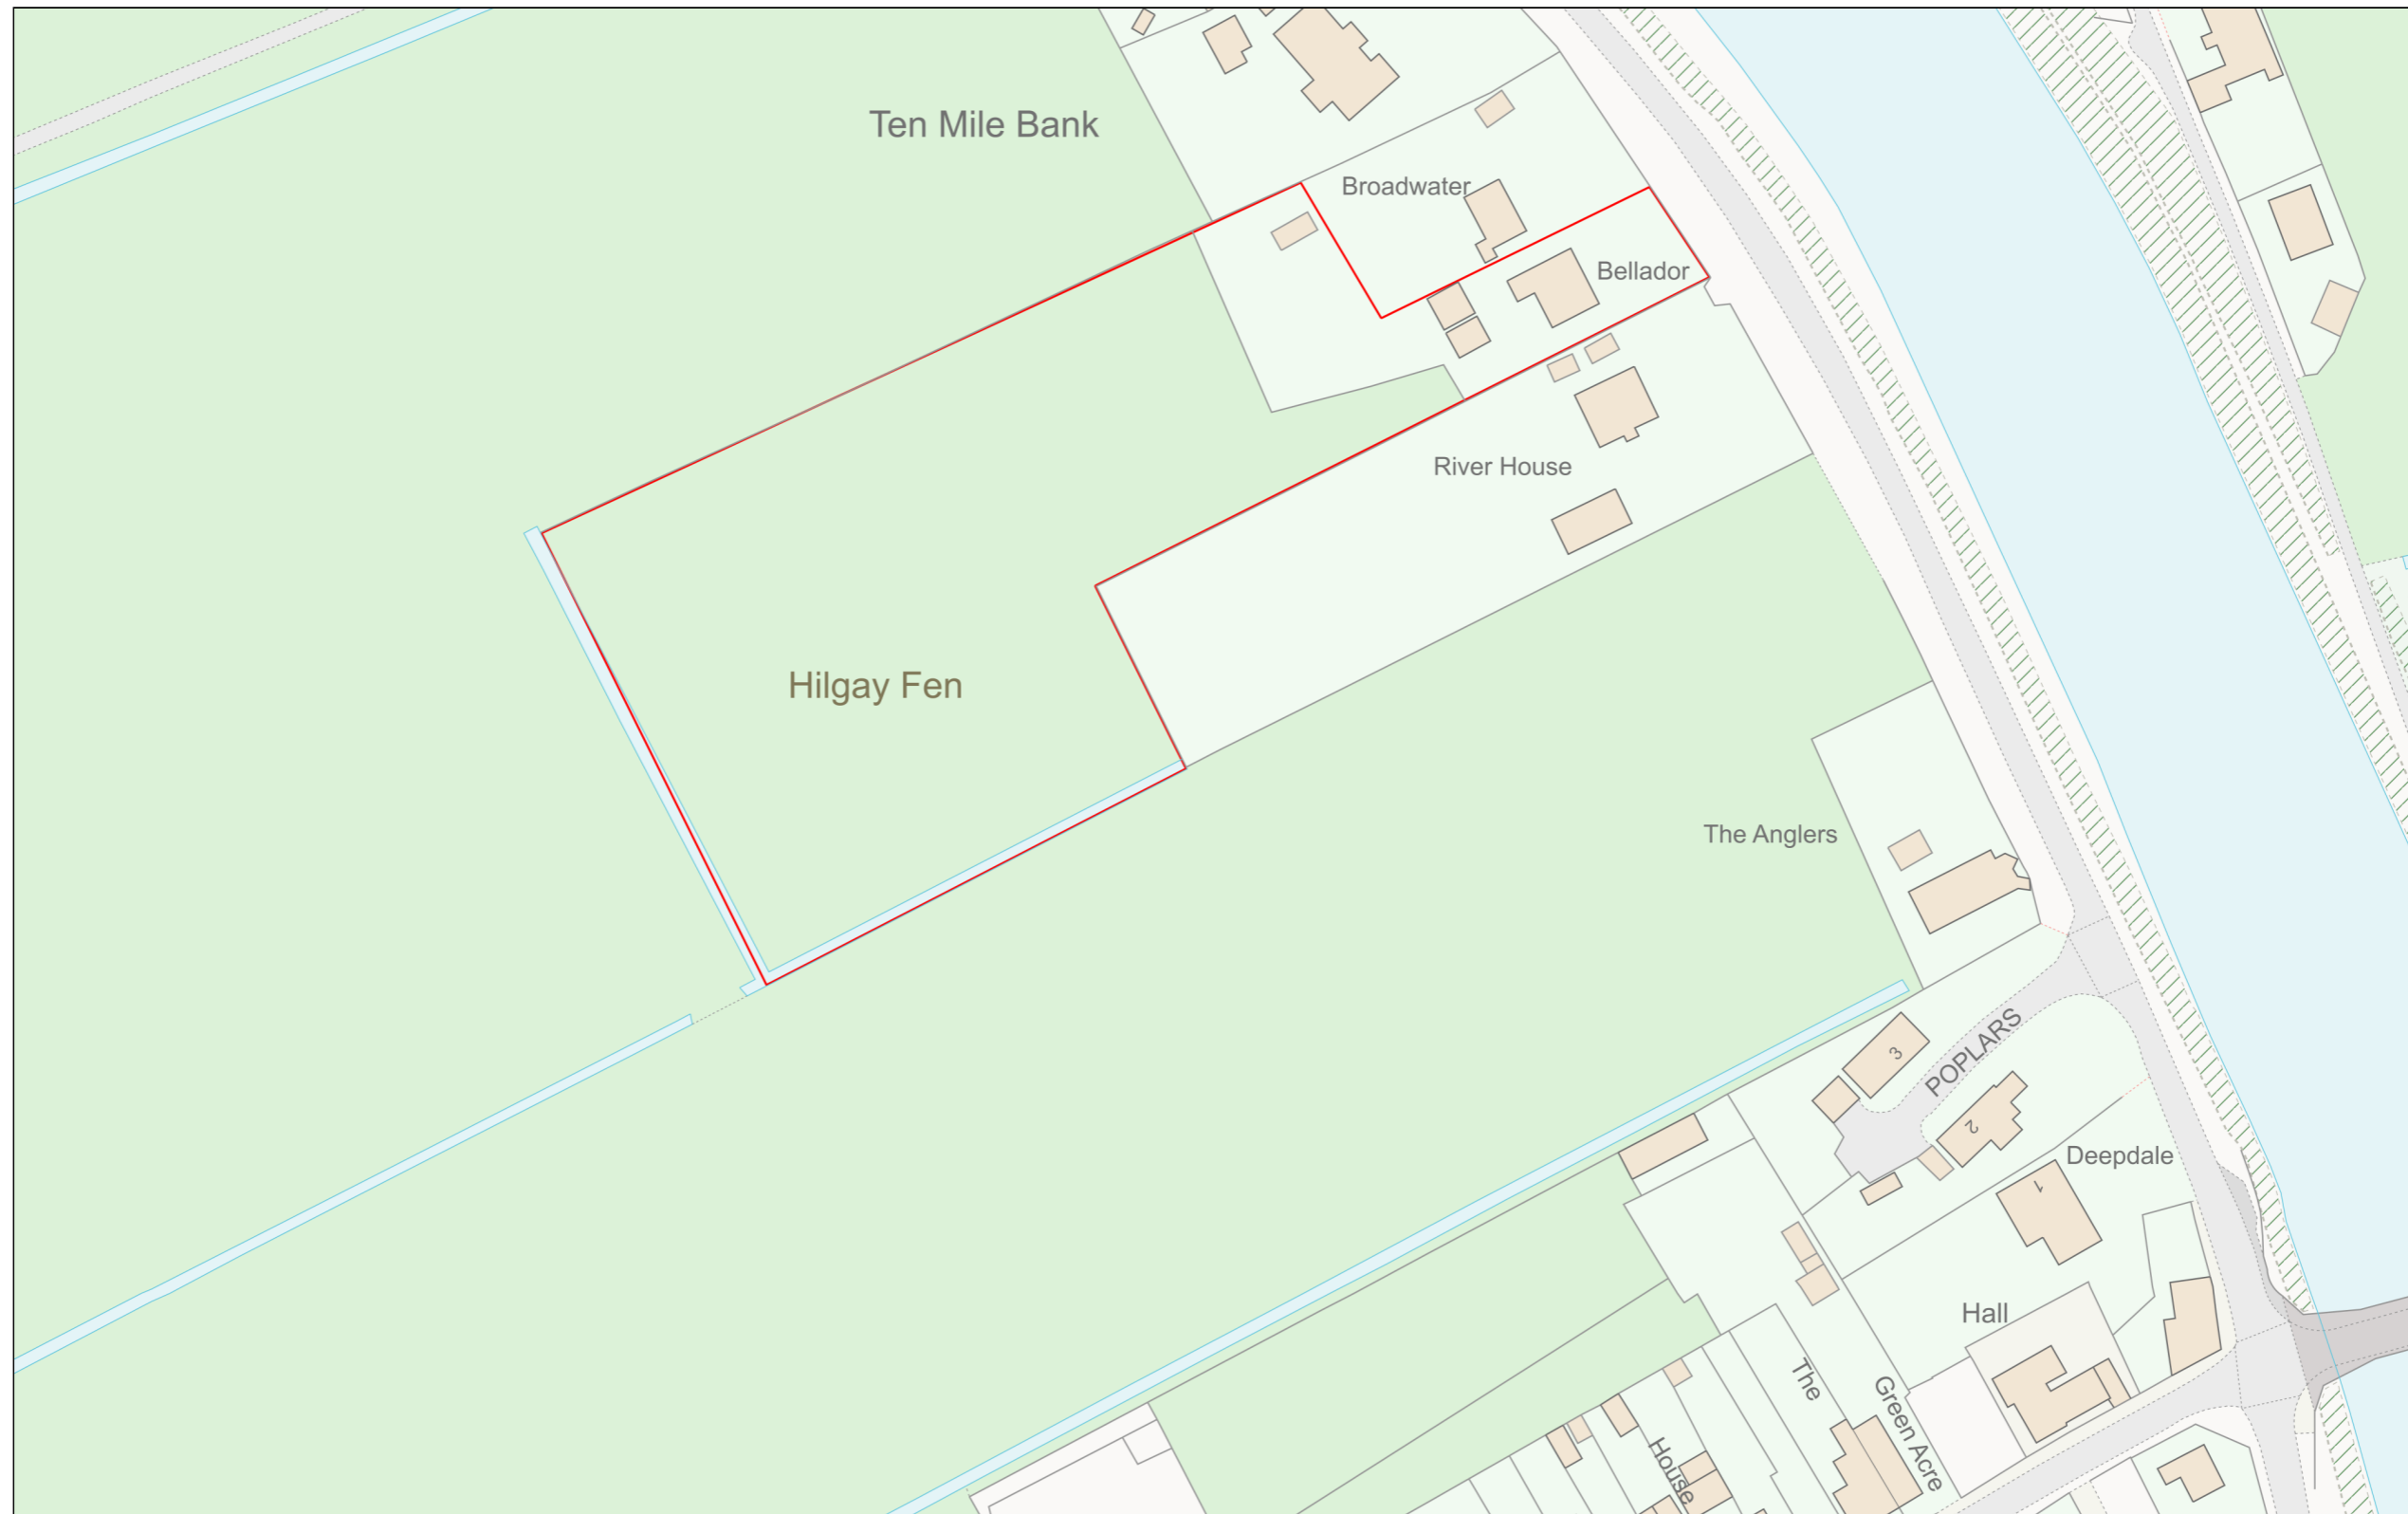 Ten Mile Bank
Broadwater
Bellador
River House
Hilgay Fen
The Anglers
POPLARS
3
2
Deepdale
1
Hall
The
Green Acre
House